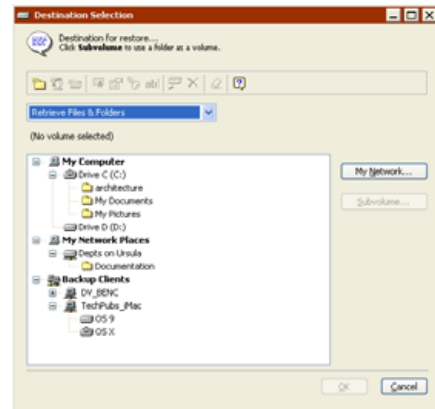 Destination Selection
Destination for restore...
Click Subvolume to use a folder as a volume.
Retrieve Files & Folders
(No volume selected)
My Computer
Drive C (C:)
architecture
My Documents
My Pictures
Drive D (D:)
My Network Places
Depts on Ursula
Documentation
Backup Clients
DV_BENC
TechPubs_iMac
OS 9
OS X
My Network...
Subvolume...
OK
Cancel